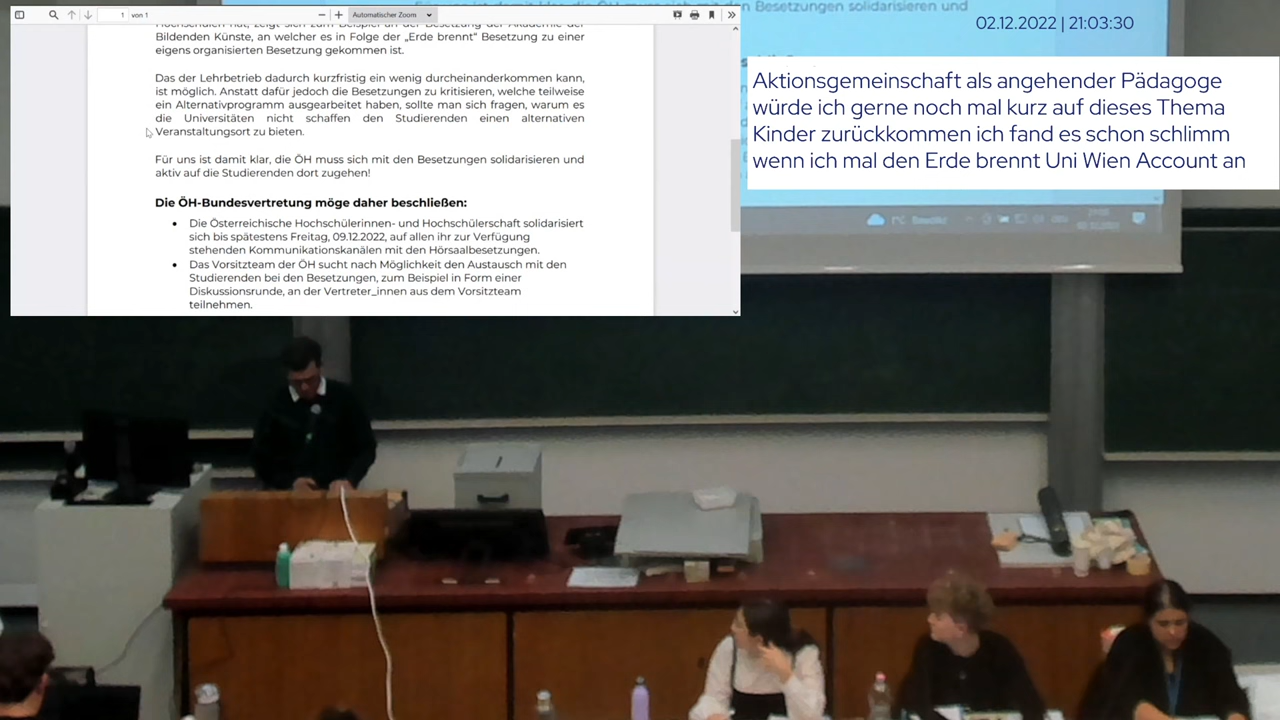 1 von 1
Automatischer Zoom
Hochschulen hat, zeigt sich zum Beispiel an der Besetzung der Akademie der
Bildenden Künste, an welcher es in Folge der „Erde brennt“ Besetzung zu einer
eigens organisierten Besetzung gekommen ist.
Das der Lehrbetrieb dadurch kurzfristig ein wenig durcheinanderkommen kann,
ist möglich. Anstatt dafür jedoch die Besetzungen zu kritisieren, welche teilweise
ein Alternativprogramm ausgearbeitet haben, sollte man sich fragen, warum es
die Universitäten nicht schaffen den Studierenden einen alternativen
Veranstaltungsort zu bieten.
Für uns ist damit klar, die ÖH muss sich mit den Besetzungen solidarisieren und
aktiv auf die Studierenden dort zugehen!
Die ÖH-Bundesvertretung möge daher beschließen:
• Die Österreichische Hochschülerinnen- und Hochschülerschaft solidarisiert
sich bis spätestens Freitag, 09.12.2022, auf allen ihr zur Verfügung
stehenden Kommunikationskanälen mit den Hörsaalbesetzungen.
• Das Vorsitzteam der ÖH sucht nach Möglichkeit den Austausch mit den
Studierenden bei den Besetzungen, zum Beispiel in Form einer
Diskussionsrunde, an der Vertreter_innen aus dem Vorsitzteam
teilnehmen.
den Besetzungen solidarisieren und
02.12.2022 | 21:03:30
Aktionsgemeinschaft als angehender Pädagoge
würde ich gerne noch mal kurz auf dieses Thema
Kinder zurückkommen ich fand es schon schlimm
wenn ich mal den Erde brennt Uni Wien Account an